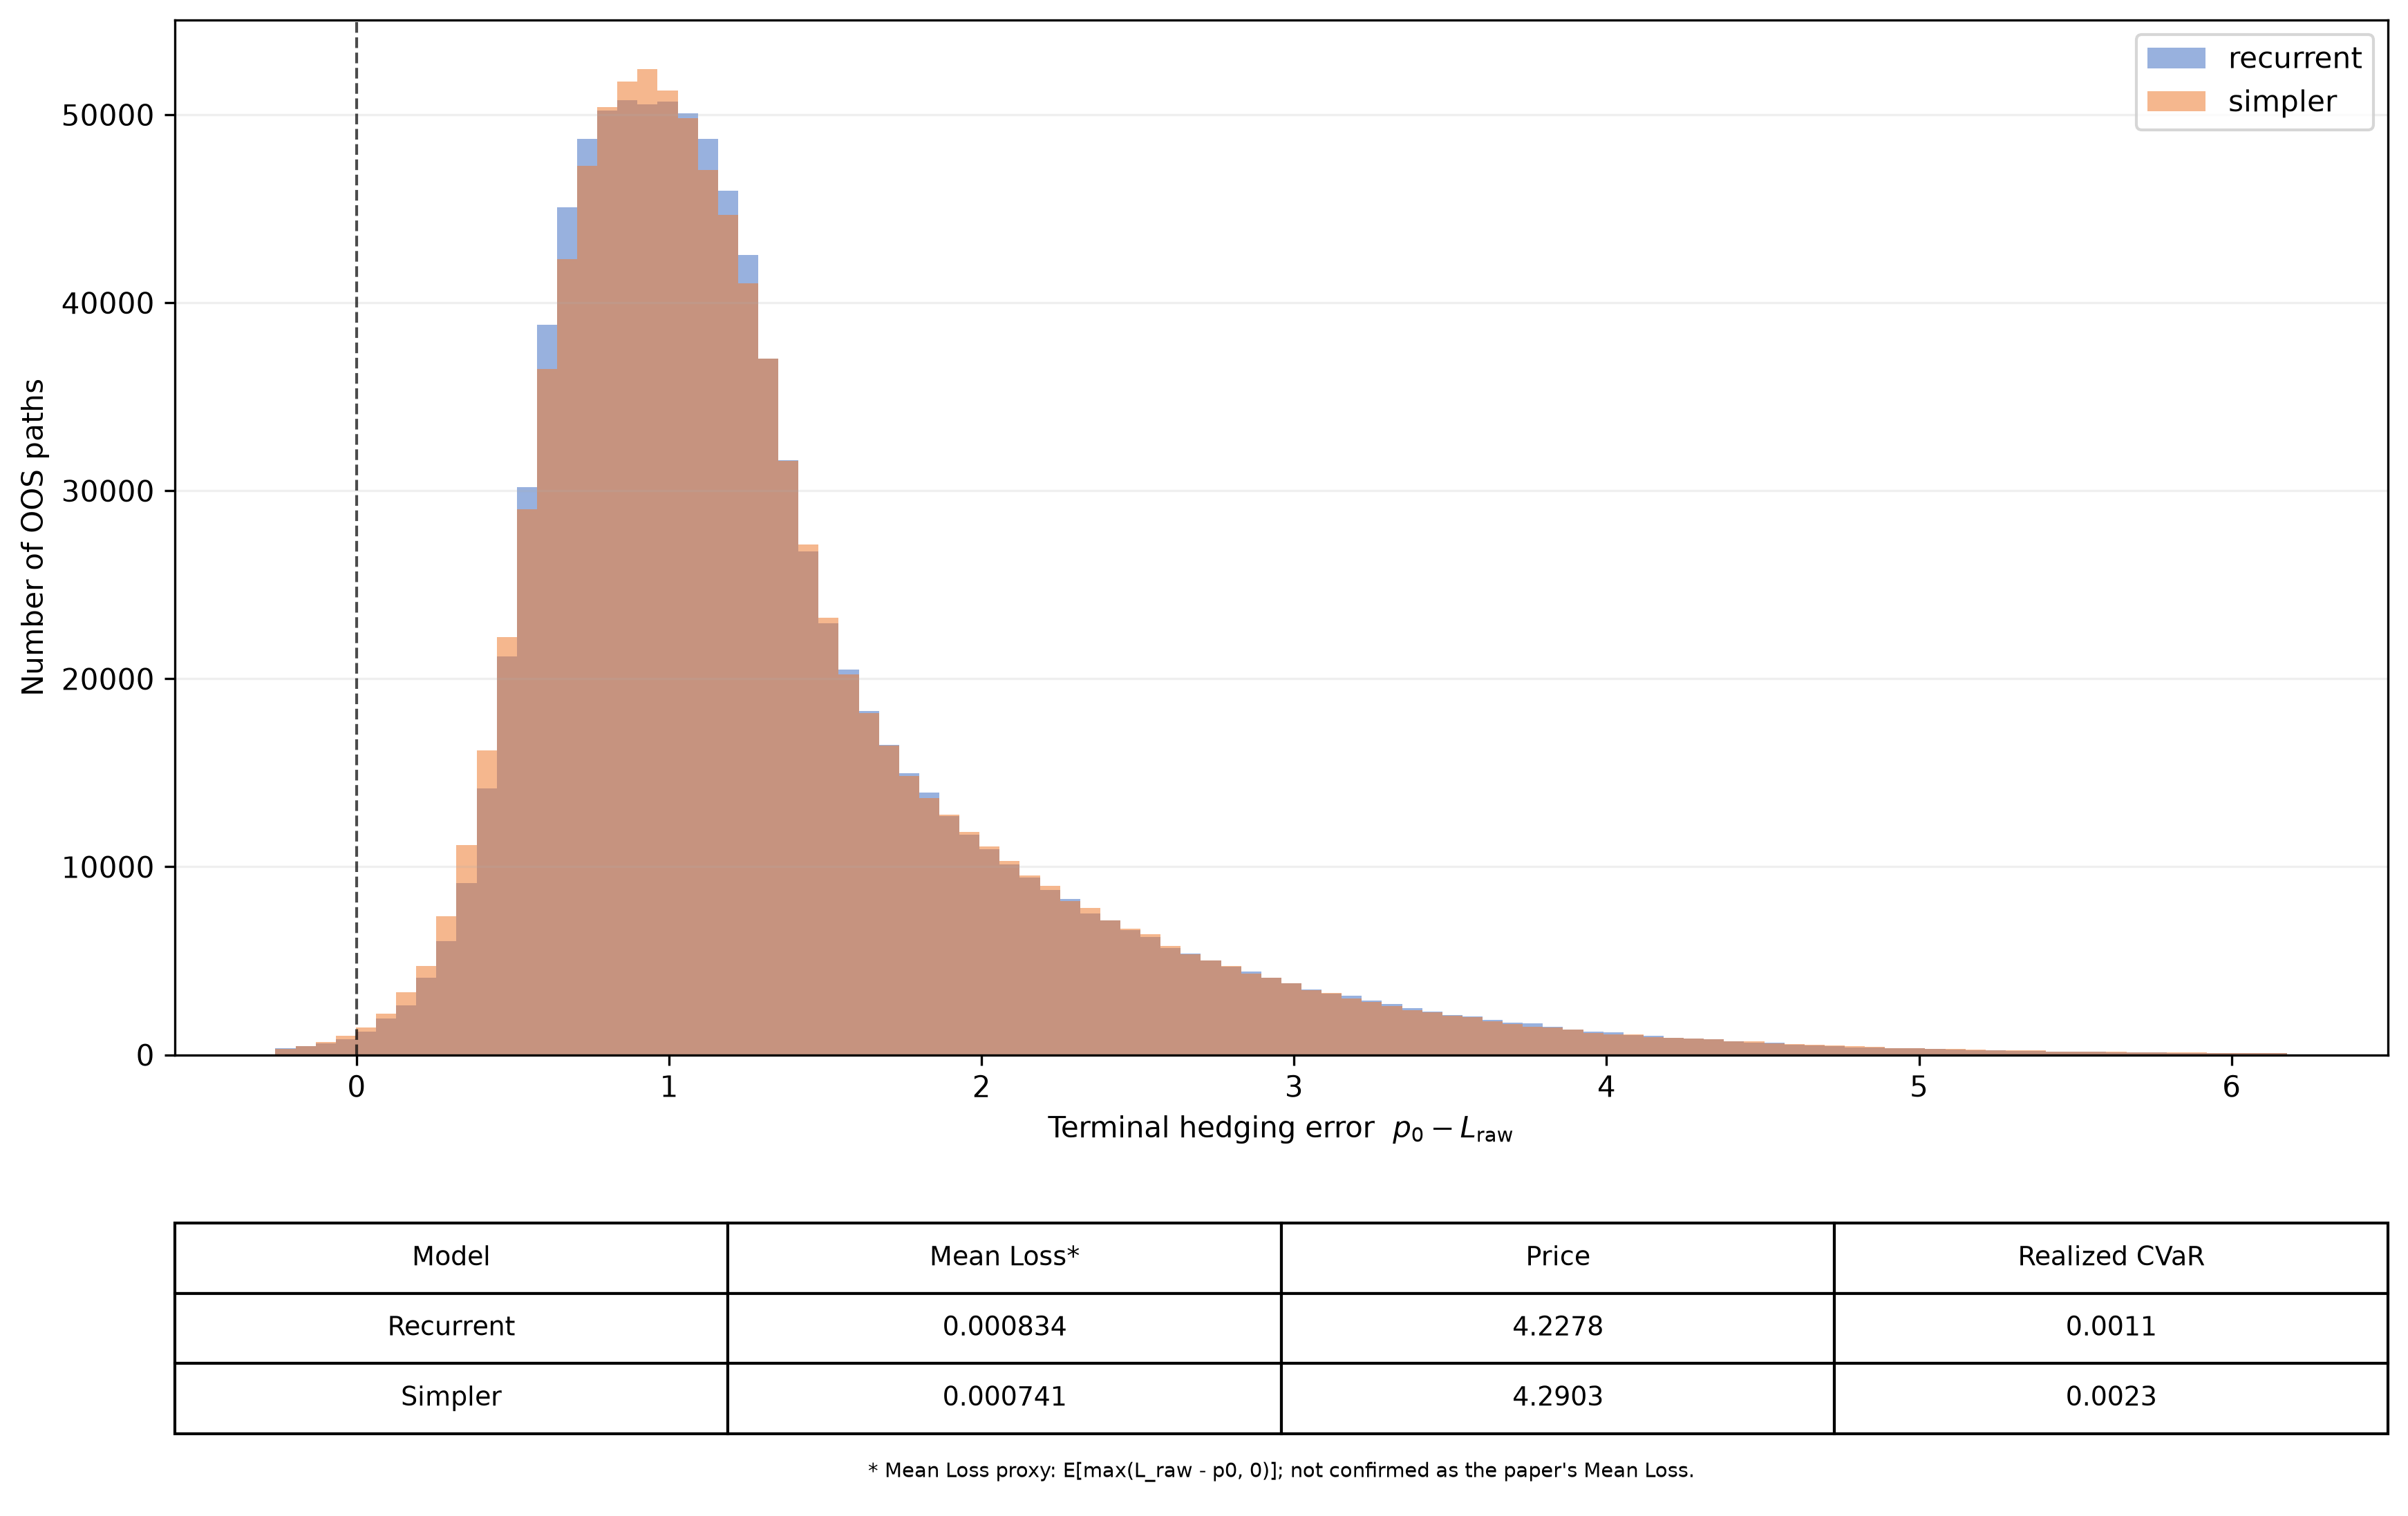 recurrent
simpler
50000
40000
30000
20000
10000
0
Number of OOS paths
0 1 2 3 4 5 6
Terminal hedging error p₀ − L_raw
Model Mean Loss* Price Realized CVaR
Recurrent 0.000834 4.2278 0.0011
Simpler 0.000741 4.2903 0.0023
* Mean Loss proxy: E[max(L_raw - p0, 0)]; not confirmed as the paper's Mean Loss.